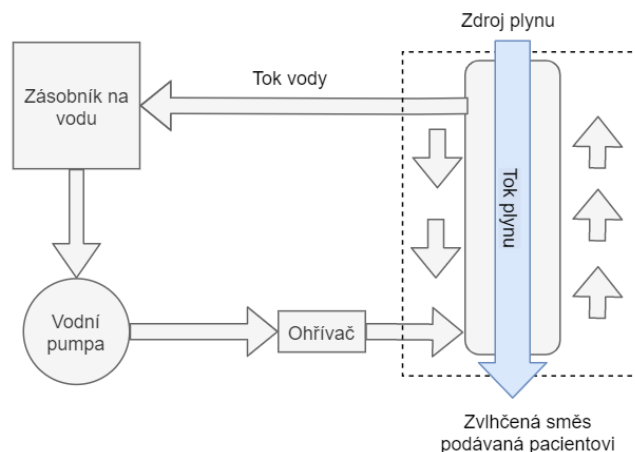 Zdroj plynu
Tok vody
Zásobník na
vodu
Tok plynu
Vodní
pumpa
Ohřívač
Zvlhčená směs
podávaná pacientovi